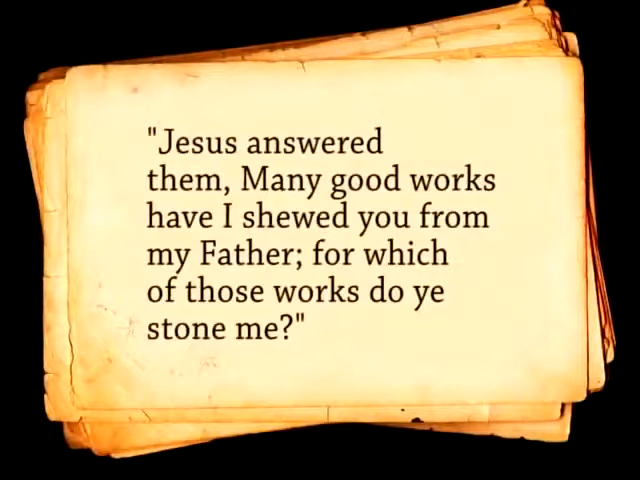 "Jesus answered
them, Many good works
have I shewed you from
my Father; for which
of those works do ye
stone me?"